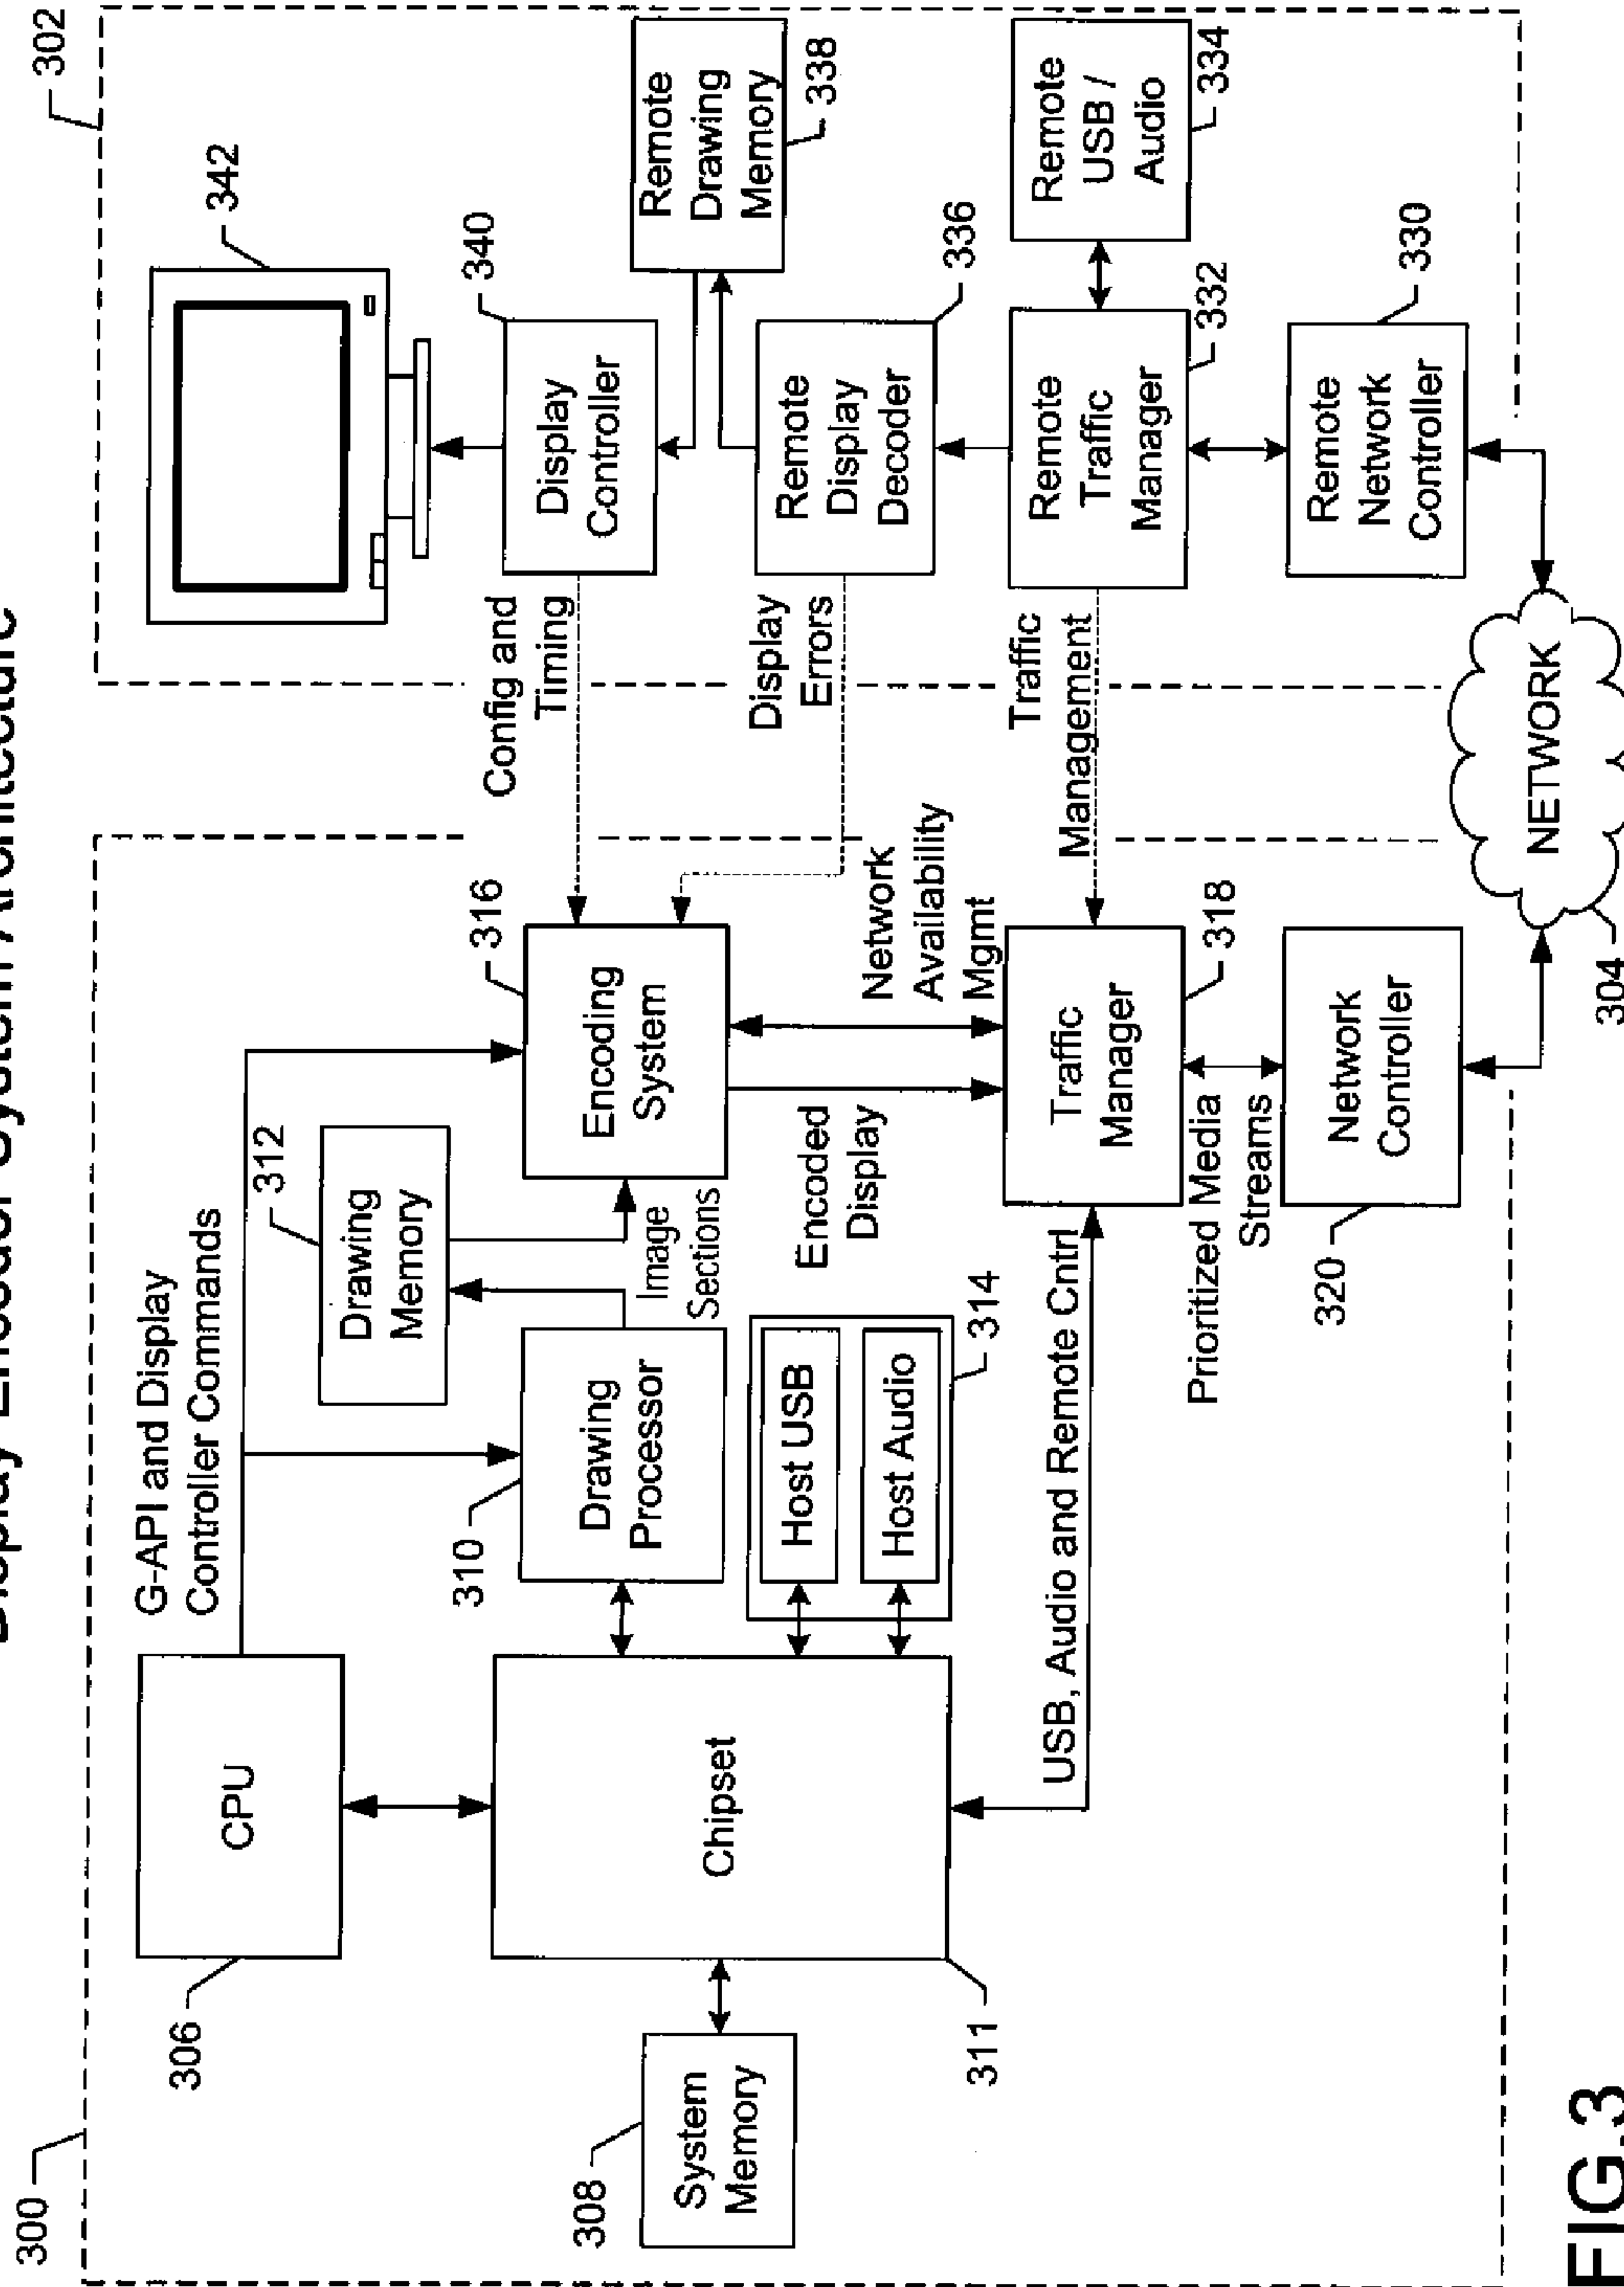 Display Encoder System Architecture
300
302
306
CPU
G-API and Display
Controller Commands
312
Drawing
Memory
316
Encoding
System
Config and
Timing
340
Display
Controller
342
308
System
Memory
311
Chipset
310
Drawing
Processor
Image
Sections
Host USB
Host Audio
314
Encoded
Display
Network
Availability
Mgmt
Display
Errors
Remote
Display
Decoder
336
Remote
Drawing
Memory
338
USB, Audio and Remote Cntrl
Traffic
Manager
318
Traffic
Management
Remote
Traffic
Manager
332
Remote
USB /
Audio
334
Prioritized Media
Streams
320
Network
Controller
NETWORK
304
Remote
Network
Controller
330
FIG.3